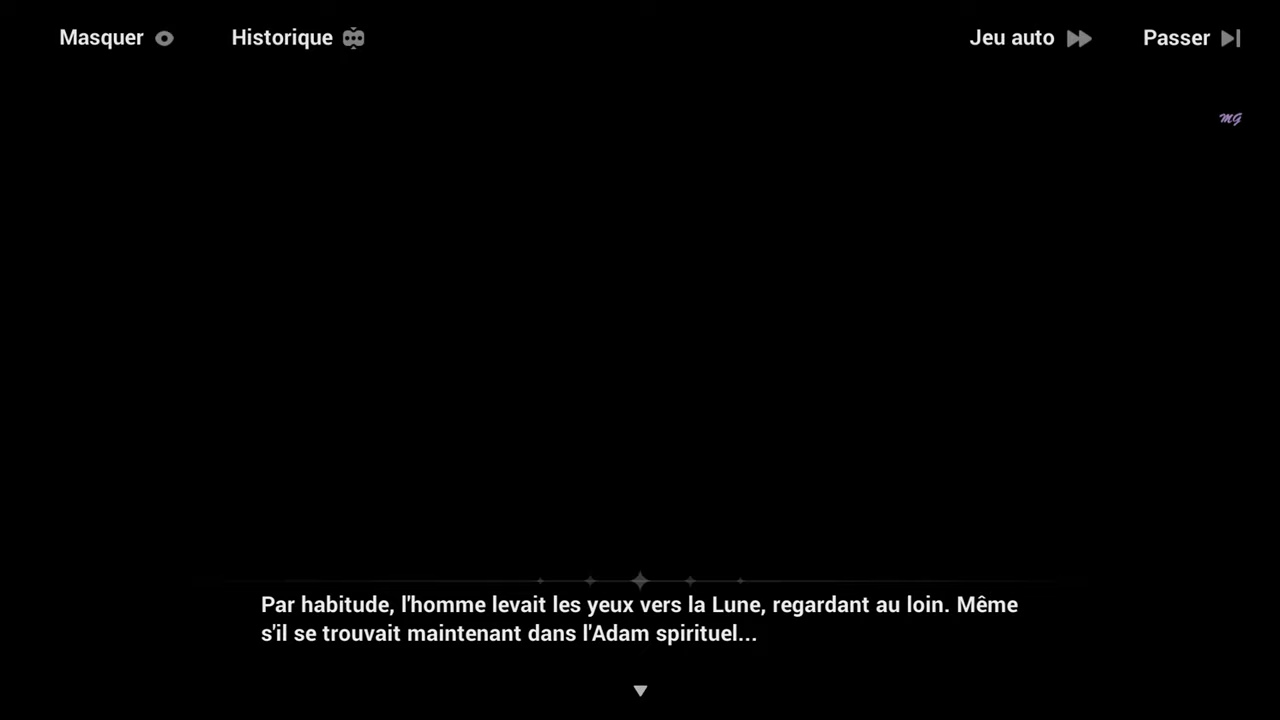 Masquer
Historique
Jeu auto
Passer
MG
Par habitude, l'homme levait les yeux vers la Lune, regardant au loin. Même
s'il se trouvait maintenant dans l'Adam spirituel...